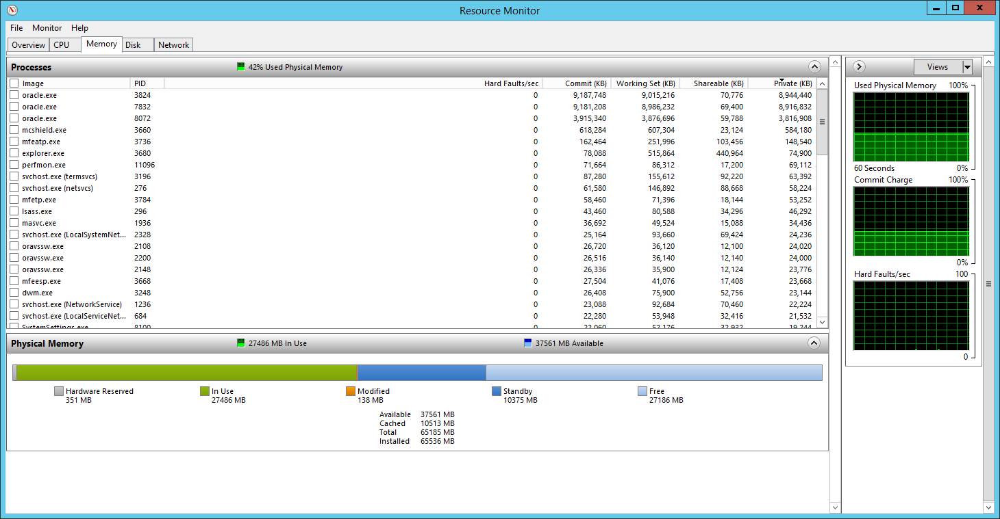 Resource Monitor
File Monitor Help
Overview CPU Memory Disk Network
Processes 42% Used Physical Memory
Image PID Hard Faults/sec Commit (KB) Working Set (KB) Shareable (KB) Private (KB)
oracle.exe 3824 0 9,187,748 9,015,216 70,776 8,944,440
oracle.exe 7832 0 9,181,208 8,986,232 69,400 8,916,832
oracle.exe 8072 0 3,915,340 3,876,696 59,788 3,816,908
mcshield.exe 3660 0 618,284 607,304 23,124 584,180
mfeatp.exe 3736 0 162,464 251,996 103,456 148,540
explorer.exe 3680 0 78,088 515,864 440,964 74,900
perfmon.exe 11096 0 71,664 86,312 17,200 69,112
svchost.exe (termsvcs) 3196 0 87,280 155,612 92,220 63,392
svchost.exe (netsvcs) 276 0 61,580 146,892 88,668 58,224
mfetp.exe 3784 0 58,460 71,396 18,144 53,252
lsass.exe 296 0 43,460 80,588 34,296 46,292
masvc.exe 1936 0 36,692 49,524 15,088 34,436
svchost.exe (LocalSystemNet... 2328 0 25,164 93,660 69,424 24,236
oravssw.exe 2108 0 26,720 36,120 12,100 24,020
oravssw.exe 2200 0 26,516 36,140 12,140 24,000
oravssw.exe 2148 0 26,336 35,900 12,124 23,776
mfeesp.exe 3668 0 27,504 41,076 17,408 23,668
dwm.exe 3248 0 26,408 75,900 52,756 23,144
svchost.exe (NetworkService) 1236 0 23,088 92,684 70,460 22,224
svchost.exe (LocalServiceNet... 684 0 22,280 53,948 32,416 21,532
SystemSettings.exe 8100 0 22,060 52,176 32,932 19,244
Physical Memory 27486 MB In Use 37561 MB Available
Hardware Reserved In Use Modified Standby Free
351 MB 27486 MB 138 MB 10375 MB 27186 MB
Available 37561 MB
Cached 10513 MB
Total 65185 MB
Installed 65536 MB
Views
Used Physical Memory 100%
60 Seconds 0%
Commit Charge 100%
0%
Hard Faults/sec 100
0